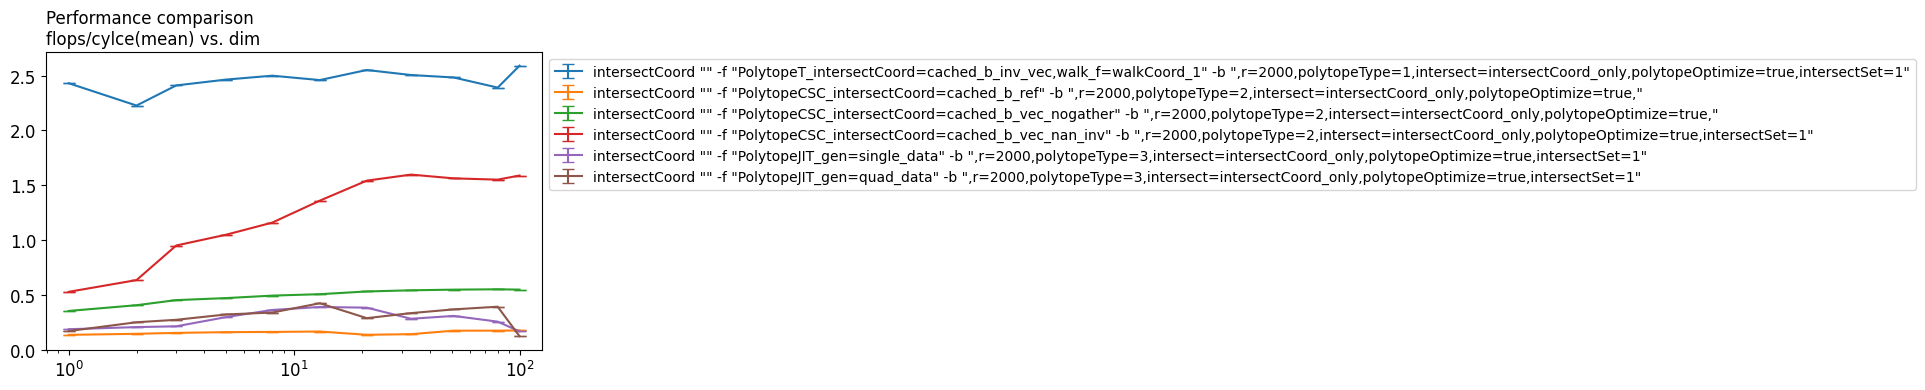 Performance comparison
flops/cylce(mean) vs. dim
2.5
2.0
1.5
1.0
0.5
0.0
10^0
10^1
10^2
intersectCoord "" -f "PolytopeT_intersectCoord=cached_b_inv_vec,walk_f=walkCoord_1" -b ",r=2000,polytopeType=1,intersect=intersectCoord_only,polytopeOptimize=true,intersectSet=1"
intersectCoord "" -f "PolytopeCSC_intersectCoord=cached_b_ref" -b ",r=2000,polytopeType=2,intersect=intersectCoord_only,polytopeOptimize=true,"
intersectCoord "" -f "PolytopeCSC_intersectCoord=cached_b_vec_nogather" -b ",r=2000,polytopeType=2,intersect=intersectCoord_only,polytopeOptimize=true,"
intersectCoord "" -f "PolytopeCSC_intersectCoord=cached_b_vec_nan_inv" -b ",r=2000,polytopeType=2,intersect=intersectCoord_only,polytopeOptimize=true,intersectSet=1"
intersectCoord "" -f "PolytopeJIT_gen=single_data" -b ",r=2000,polytopeType=3,intersect=intersectCoord_only,polytopeOptimize=true,intersectSet=1"
intersectCoord "" -f "PolytopeJIT_gen=quad_data" -b ",r=2000,polytopeType=3,intersect=intersectCoord_only,polytopeOptimize=true,intersectSet=1"